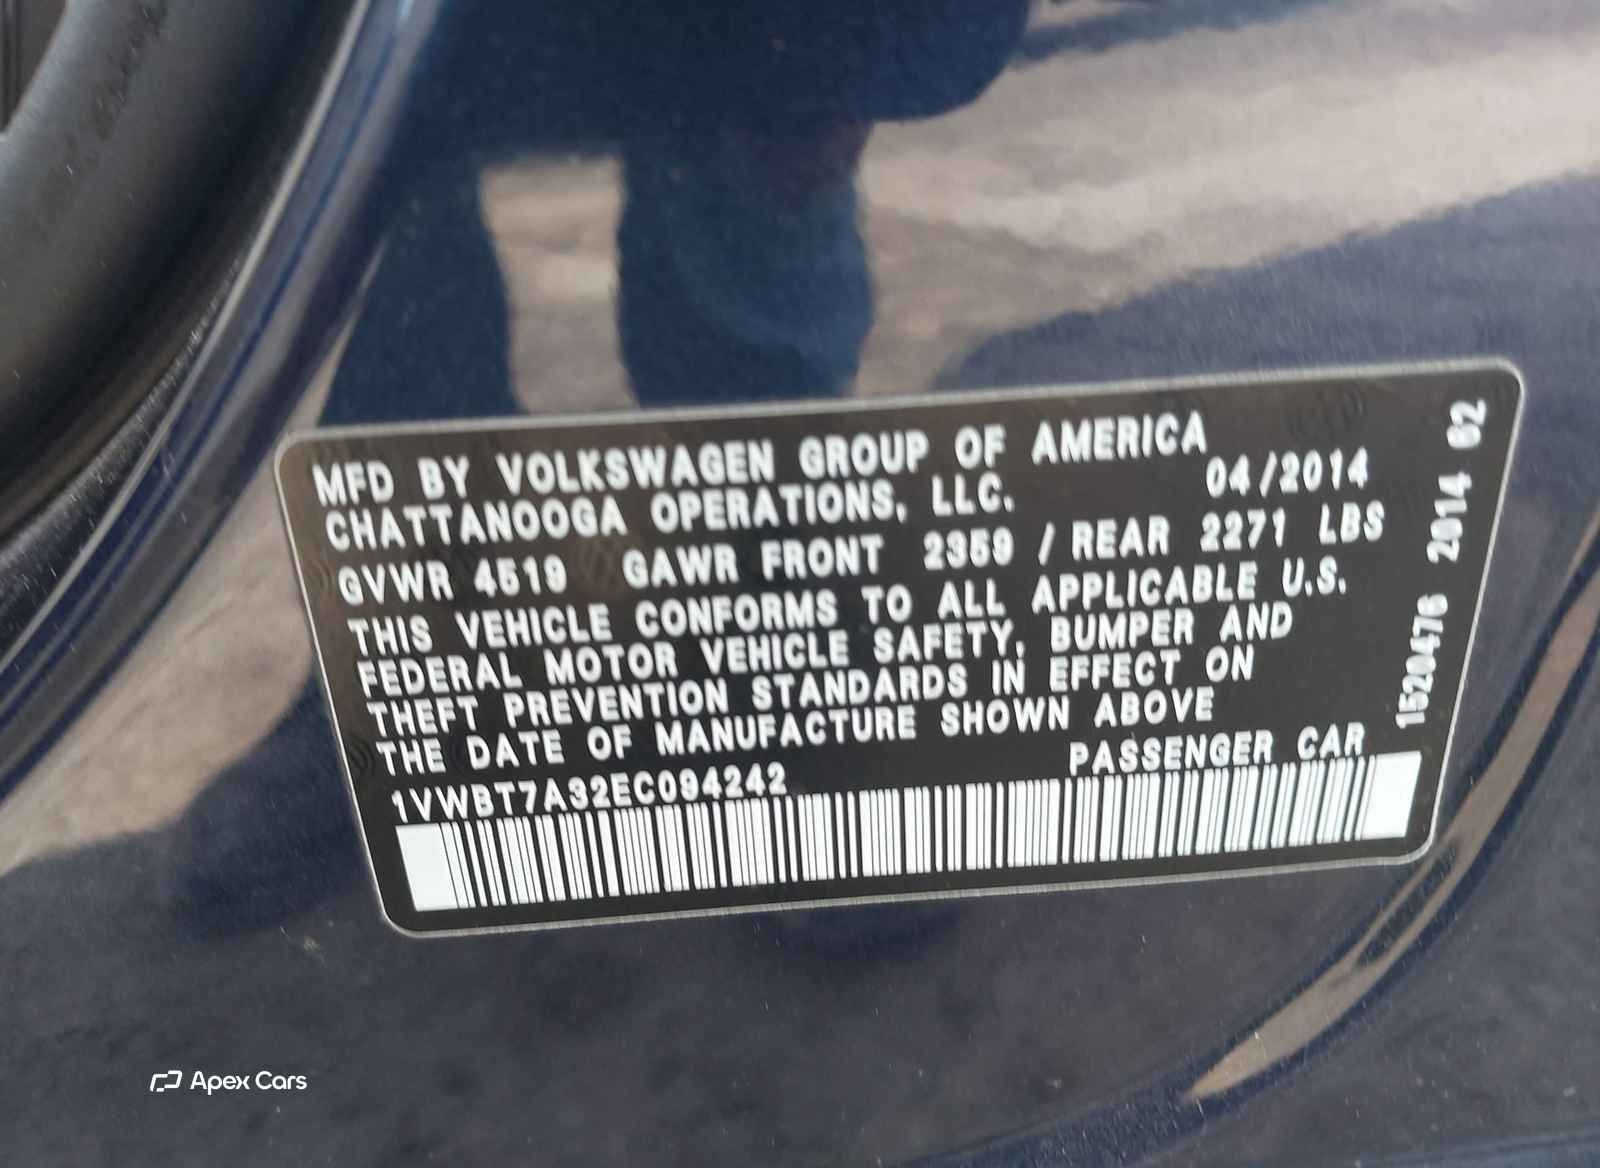 MFD BY VOLKSWAGEN GROUP OF AMERICA
CHATTANOOGA OPERATIONS, LLC. 04/2014
GVWR 4519 GAWR FRONT 2359 / REAR 2271 LBS
THIS VEHICLE CONFORMS TO ALL APPLICABLE U.S.
FEDERAL MOTOR VEHICLE SAFETY, BUMPER AND
THEFT PREVENTION STANDARDS IN EFFECT ON
THE DATE OF MANUFACTURE SHOWN ABOVE
PASSENGER CAR
1VWBT7A32EC094242
1520476 2014 62
Apex Cars